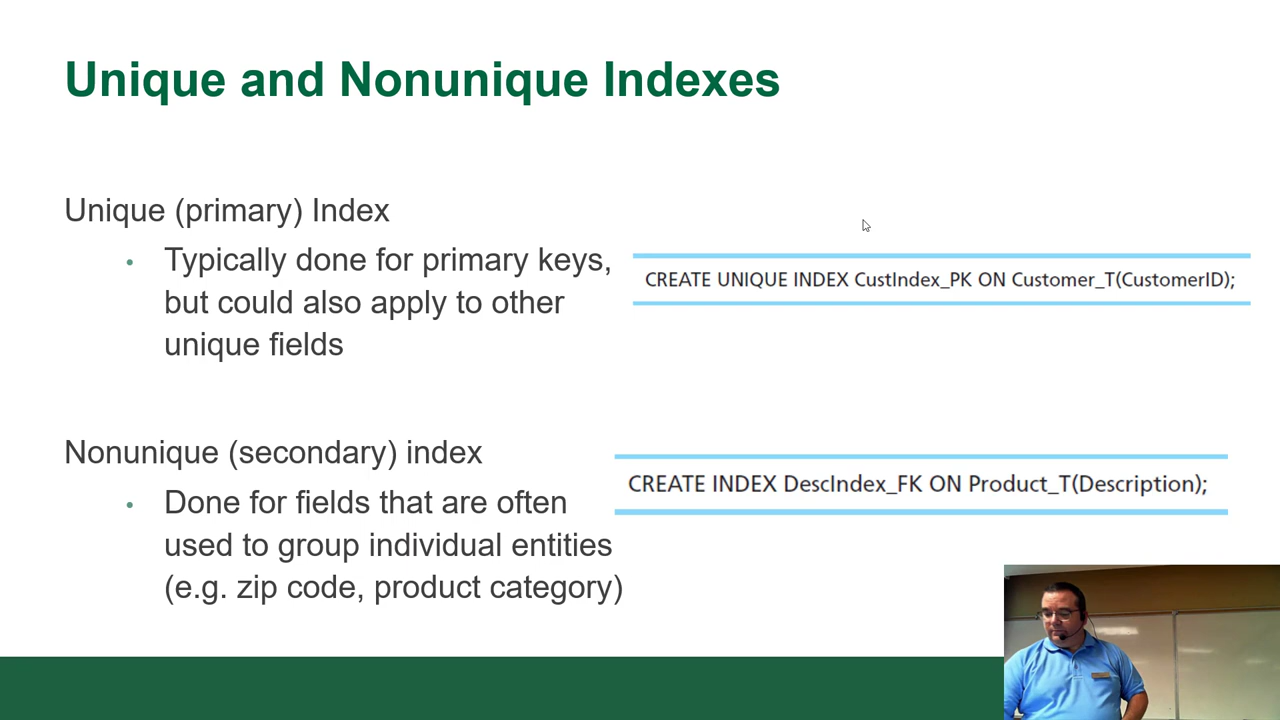 Unique and Nonunique Indexes
Unique (primary) Index
• Typically done for primary keys,
but could also apply to other
unique fields
CREATE UNIQUE INDEX CustIndex_PK ON Customer_T(CustomerID);
Nonunique (secondary) index
• Done for fields that are often
used to group individual entities
(e.g. zip code, product category)
CREATE INDEX DescIndex_FK ON Product_T(Description);